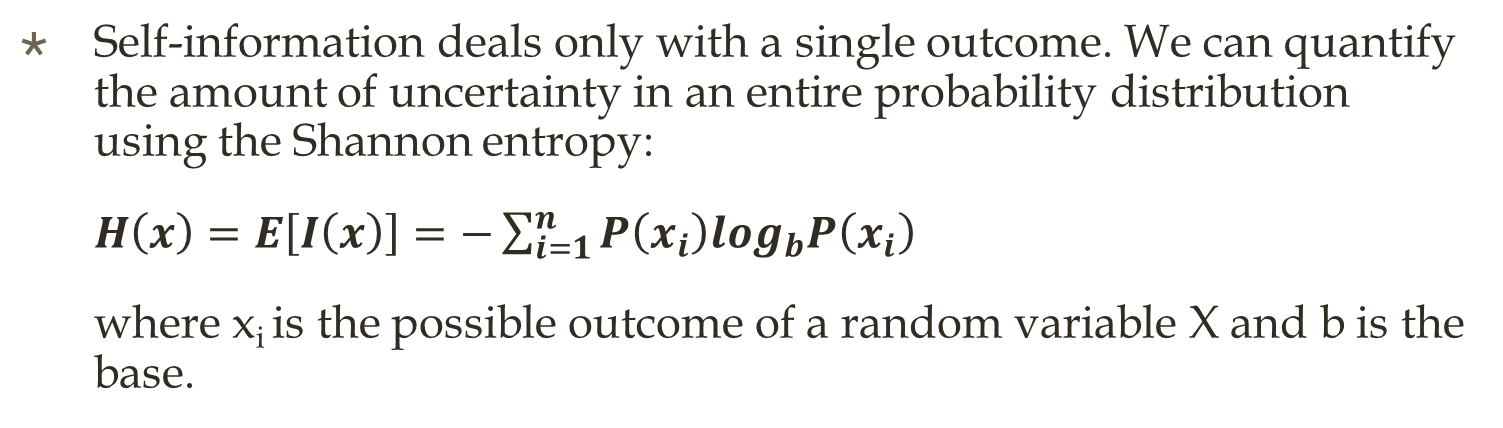 * Self-information deals only with a single outcome. We can quantify
the amount of uncertainty in an entire probability distribution
using the Shannon entropy:
H(x) = E[I(x)] = − ∑ⁿᵢ₌₁ P(xᵢ)log_b P(xᵢ)
where xᵢ is the possible outcome of a random variable X and b is the
base.